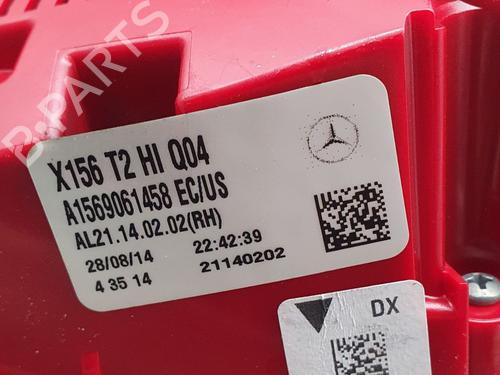 B-PARTS
X156 T2 HI Q04
A1569061458 EC/US
AL21.14.02.02(RH)
28/08/14 22:42:39
4 35 14 21140202
DX